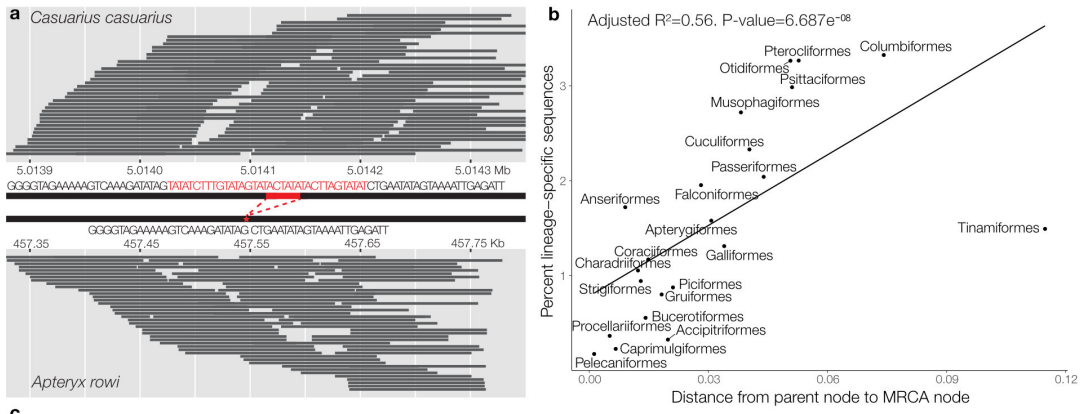 a
Casuarius casuarius
5.0139 5.0140 5.0141 5.0142 5.0143 Mb
GGGGTAGAAAAAGTCAAAGATATAGTATATCTTTGTATAGTATACTATATACTTAGTATATCTGAATATAGTAAAATTGAGATT
GGGGTAGAAAAAGTCAAAGATATAG CTGAATATAGTAAAATTGAGATT
457.35 457.45 457.55 457.65 457.75 Kb
Apteryx rowi
b
Adjusted R²=0.56. P-value=6.687e⁻⁰⁸
Percent lineage-specific sequences
3
2
1
Pterocliformes
Columbiformes
Otidiformes
Psittaciformes
Musophagiformes
Cuculiformes
Passeriformes
Falconiformes
Anseriformes
Apterygiformes
Tinamiformes
Coraciiformes
Galliformes
Charadriiformes
Strigiformes
Piciformes
Gruiformes
Bucerotiformes
Procellariiformes
Accipitriformes
Caprimulgiformes
Pelecaniformes
0.00 0.03 0.06 0.09 0.12
Distance from parent node to MRCA node